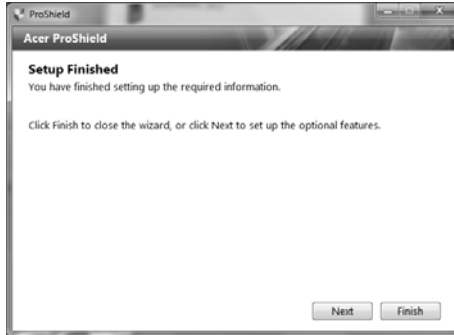 ProShield
Acer ProShield
Setup Finished
You have finished setting up the required information.
Click Finish to close the wizard, or click Next to set up the optional features.
Next
Finish